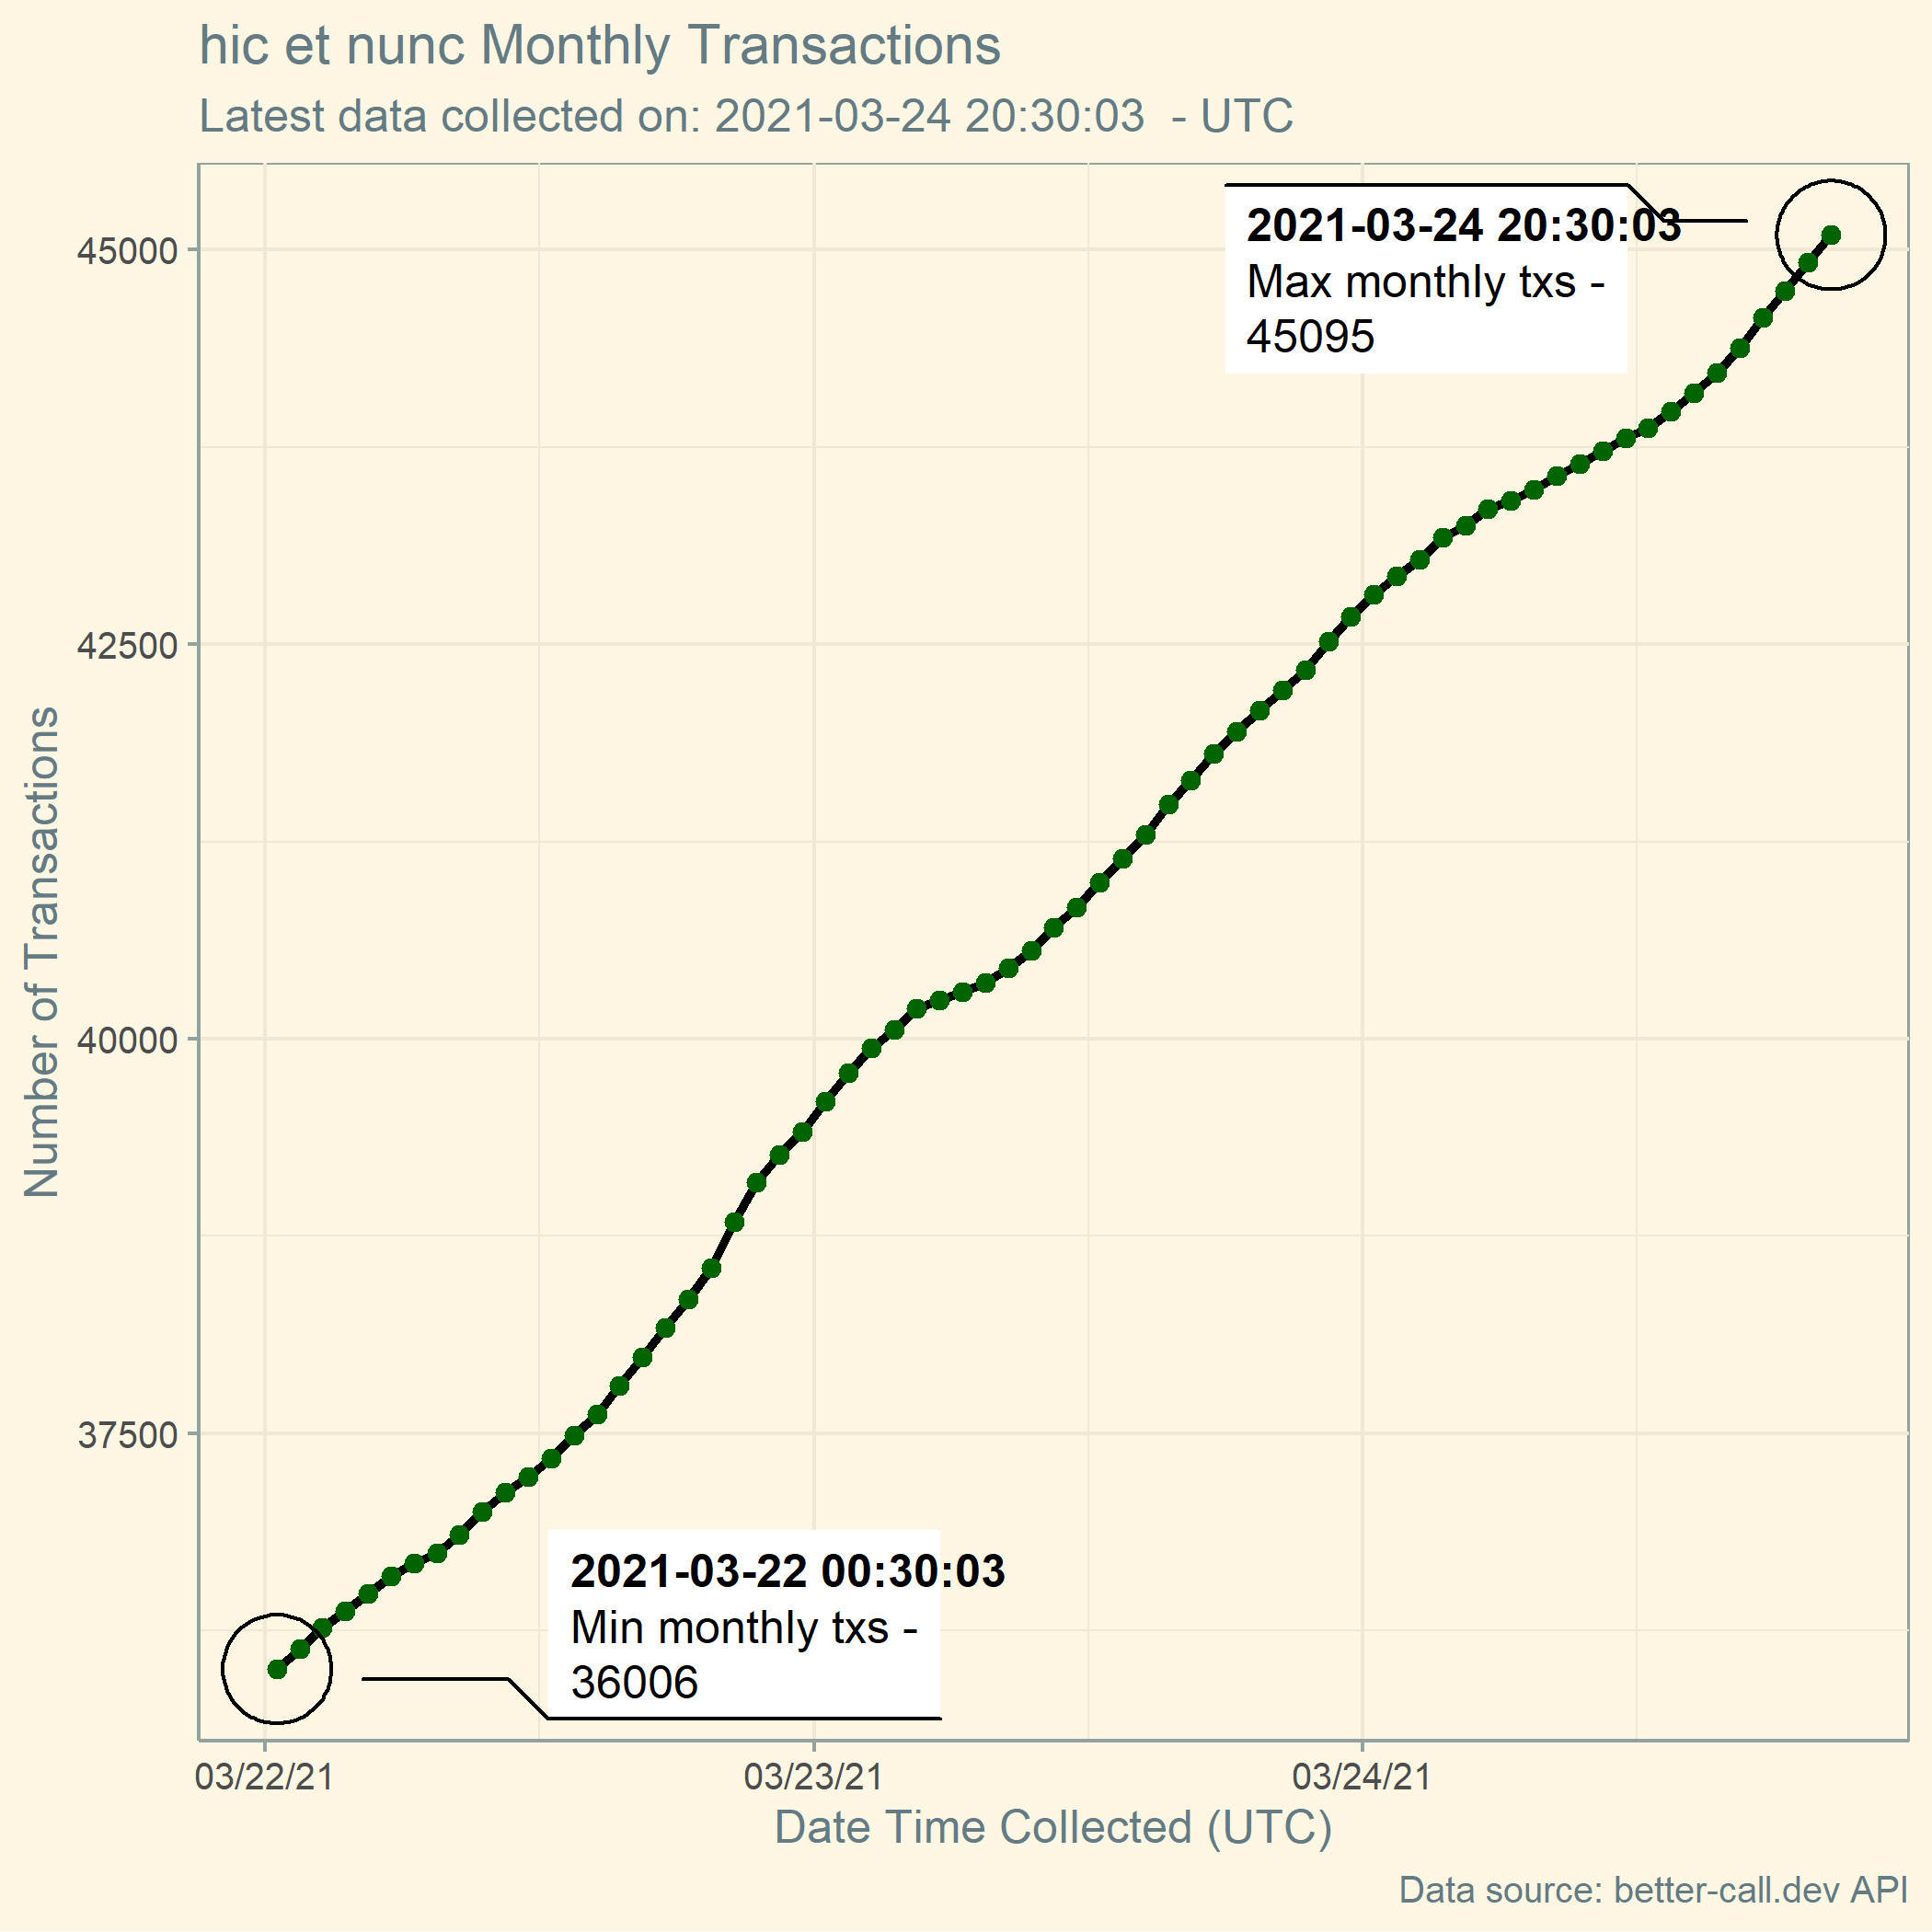 hic et nunc Monthly Transactions
Latest data collected on: 2021-03-24 20:30:03  - UTC
2021-03-24 20:30:03
Max monthly txs -
45095
45000
42500
40000
37500
Number of Transactions
2021-03-22 00:30:03
Min monthly txs -
36006
03/22/21 03/23/21 03/24/21
Date Time Collected (UTC)
Data source: better-call.dev API